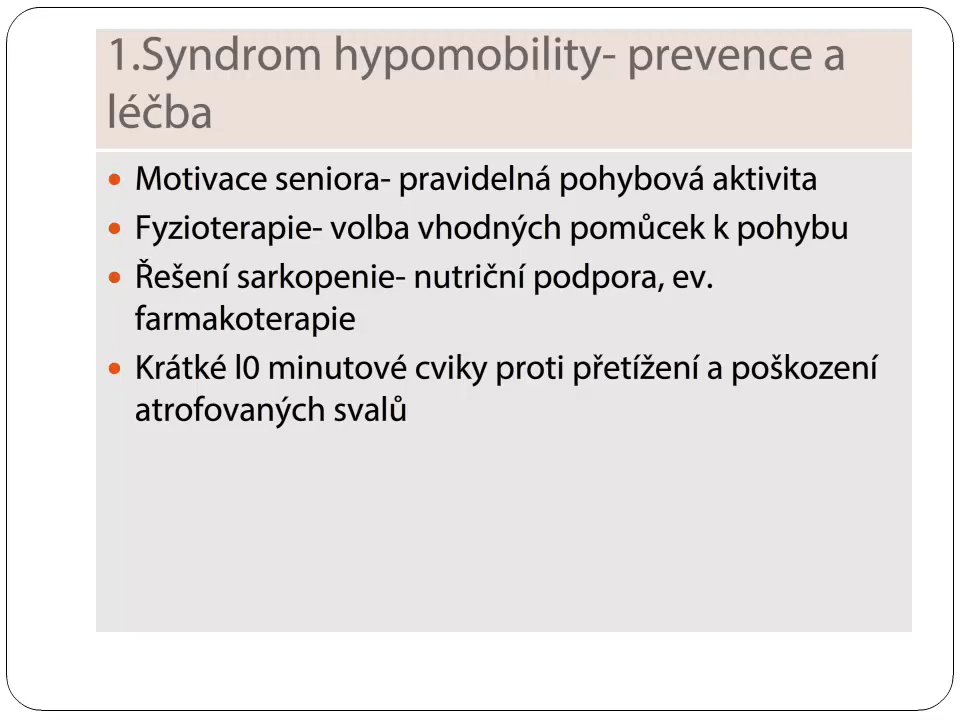 1.Syndrom hypomobility- prevence a
léčba
Motivace seniora- pravidelná pohybová aktivita
Fyzioterapie- volba vhodných pomůcek k pohybu
Řešení sarkopenie- nutriční podpora, ev.
farmakoterapie
Krátké l0 minutové cviky proti přetížení a poškození
atrofovaných svalů